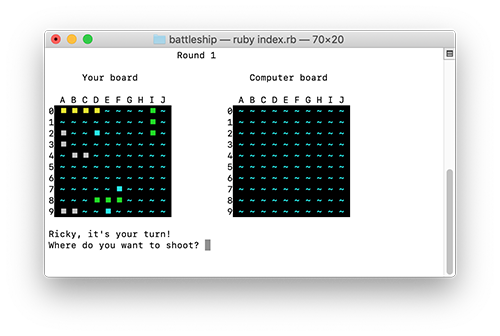 battleship — ruby index.rb — 70×20
Round 1
Your board Computer board
A B C D E F G H I J A B C D E F G H I J
0 ■ ■ ■ ■ ~ ~ ~ ~ ■ ~ 0 ~ ~ ~ ~ ~ ~ ~ ~ ~ ~
1 ~ ~ ~ ~ ~ ~ ~ ~ ■ ~ 1 ~ ~ ~ ~ ~ ~ ~ ~ ~ ~
2 ■ ~ ~ ■ ~ ~ ~ ~ ■ ~ 2 ~ ~ ~ ~ ~ ~ ~ ~ ~ ~
3 ■ ~ ~ ~ ~ ~ ~ ~ ~ ~ 3 ~ ~ ~ ~ ~ ~ ~ ~ ~ ~
4 ~ ■ ■ ~ ~ ~ ~ ~ ~ ~ 4 ~ ~ ~ ~ ~ ~ ~ ~ ~ ~
5 ~ ~ ~ ~ ~ ~ ~ ~ ~ ~ 5 ~ ~ ~ ~ ~ ~ ~ ~ ~ ~
6 ~ ~ ~ ~ ~ ~ ~ ~ ~ ~ 6 ~ ~ ~ ~ ~ ~ ~ ~ ~ ~
7 ~ ~ ~ ~ ~ ■ ~ ~ ~ ~ 7 ~ ~ ~ ~ ~ ~ ~ ~ ~ ~
8 ~ ~ ~ ■ ■ ■ ~ ~ ~ ~ 8 ~ ~ ~ ~ ~ ~ ~ ~ ~ ~
9 ■ ■ ~ ~ ■ ~ ~ ~ ~ ~ 9 ~ ~ ~ ~ ~ ~ ~ ~ ~ ~
Ricky, it's your turn!
Where do you want to shoot?